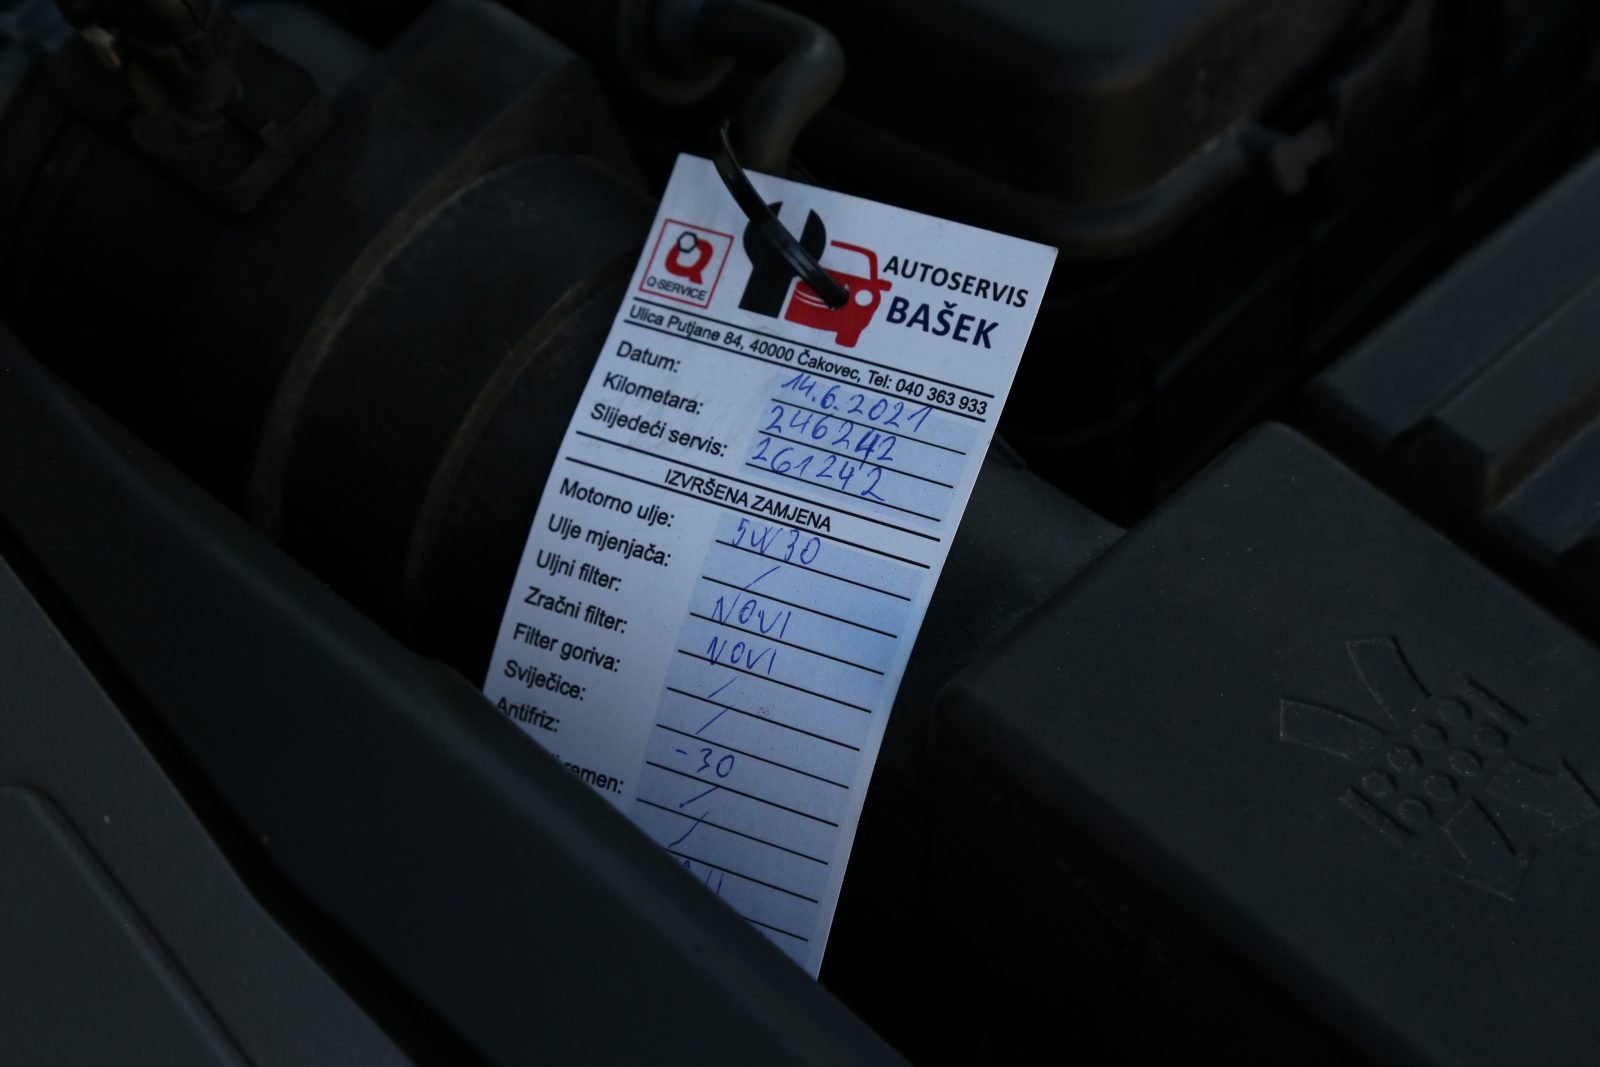 Q-SERVICE
AUTOSERVIS
BAŠEK
Ulica Putjane 84, 40000 Čakovec, Tel: 040 363 933
Datum: 14.6.2021
Kilometara: 246242
Slijedeći servis: 261242
IZVRŠENA ZAMJENA
Motorno ulje: 5W30
Ulje mjenjača: /
Uljni filter: NOVI
Zračni filter: NOVI
Filter goriva: /
Sviječice: /
Antifriz: -30
remen: /
/